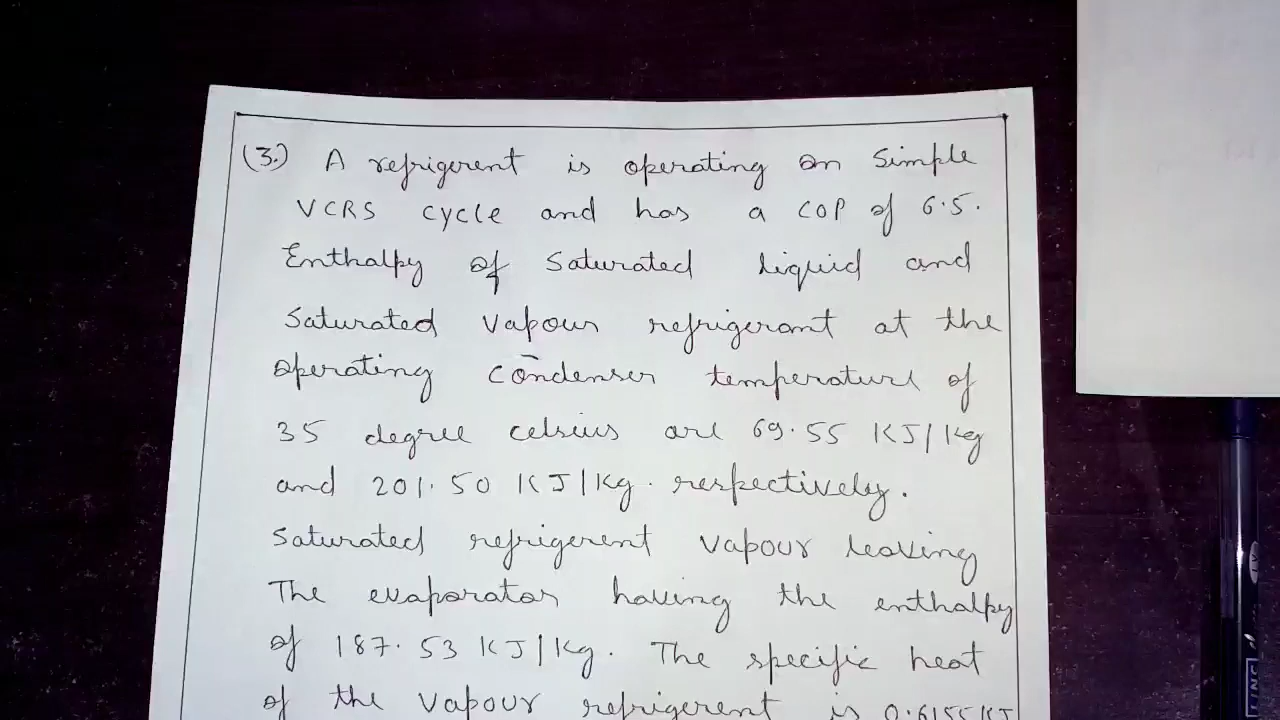 (3.) A refrigerent is operating on Simple
VCRS cycle and has a COP of 6.5.
Enthalpy of Saturated liquid and
Saturated Vapour refrigerant at the
operating Condenser temperature of
35 degree celsius are 69.55 KJ/Kg
and 201.50 KJ/Kg. respectively.
Saturated refrigerent vapour leaving
The evaporator having the enthalpy
of 187.53 KJ/Kg. The specific heat
of the vapour refrigerent is 0.6155 KJ